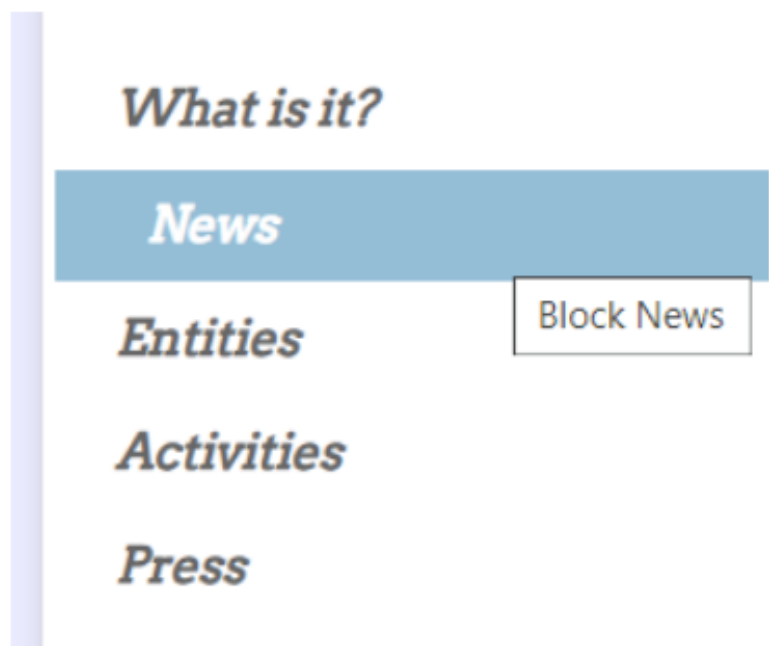 What is it?
News
Block News
Entities
Activities
Press